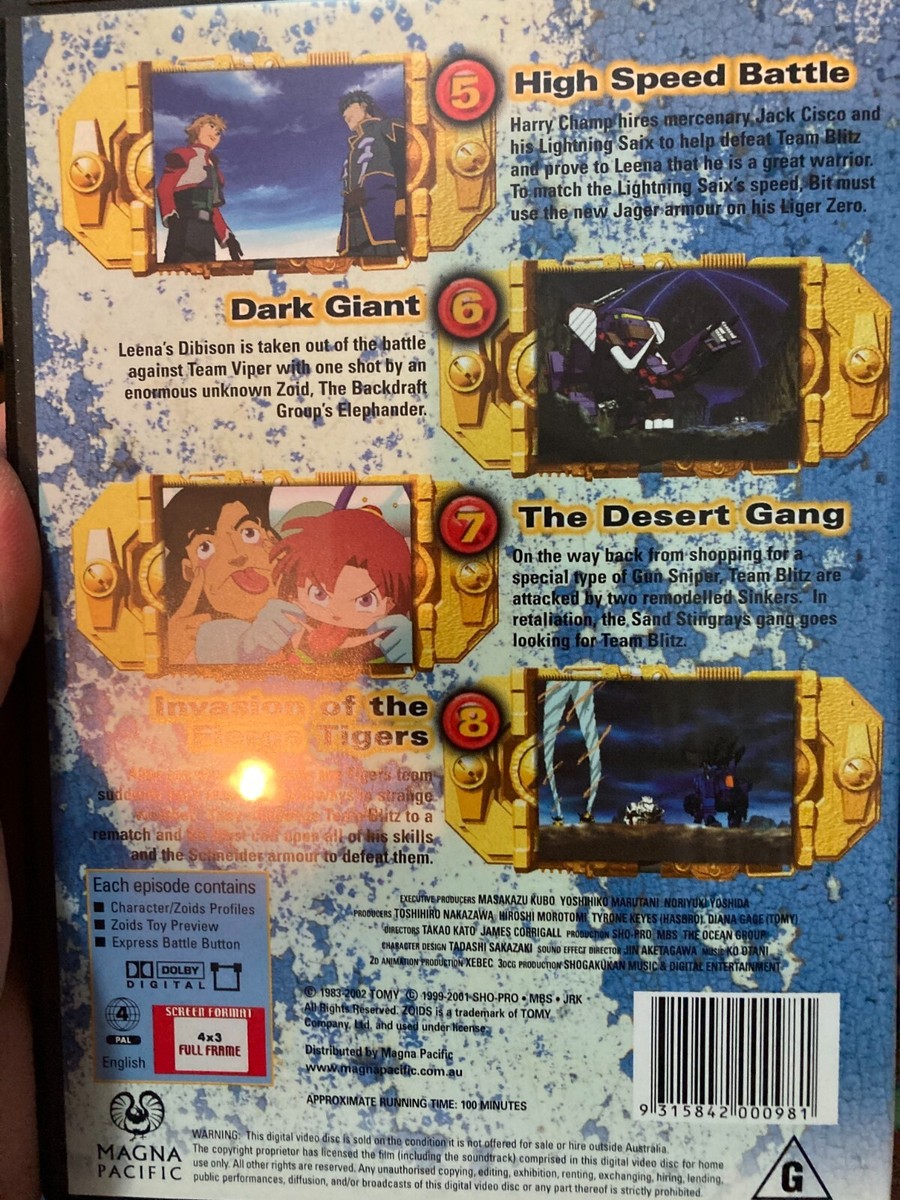 5
High Speed Battle
Harry Champ hires mercenary Jack Cisco and
his Lightning Saix to help defeat Team Blitz
and prove to Leena that he is a great warrior.
To match the Lightning Saix's speed, Bit must
use the new Jager armour on his Liger Zero.
Dark Giant
6
Leena's Dibison is taken out of the battle
against Team Viper with one shot by an
enormous unknown Zoid, The Backdraft
Group's Elephander.
7
The Desert Gang
On the way back from shopping for a
special type of Gun Sniper, Team Blitz are
attacked by two remodelled Sinkers. In
retaliation, the Sand Stingrays gang goes
looking for Team Blitz.
Invasion of the
Tigers
8
Tigers team
strange
Team Blitz to a
rematch and must call upon all of his skills
and the Schneider armour to defeat them.
Each episode contains
■ Character/Zoids Profiles
■ Zoids Toy Preview
■ Express Battle Button
DOLBY
DIGITAL
4
PAL
English
SCREEN FORMAT
4x3
FULL FRAME
EXECUTIVE PRODUCERS MASAKAZU KUBO YOSHIHIKO MARUTANI NORIYUKI YOSHIDA
PRODUCERS TOSHIHIRO NAKAZAWA HIROSHI MOROTOMI TYRONE KEYES (HASBRO) DIANA GAGE (TOMY)
DIRECTORS TAKAO KATO JAMES CORRIGALL PRODUCTION SHO-PRO MBS THE OCEAN GROUP
CHARACTER DESIGN TADASHI SAKAZAKI SOUND EFFECT DIRECTOR JIN AKETAGAWA MUSIC KO OTANI
2D ANIMATION PRODUCTION XEBEC 3DCG PRODUCTION SHOGAKUKAN MUSIC & DIGITAL ENTERTAINMENT
© 1983-2002 TOMY © 1999-2001 SHO-PRO • MBS • JRK
All Rights Reserved. ZOIDS is a trademark of TOMY
Company, Ltd. and used under license.
Distributed by Magna Pacific
www.magnapacific.com.au
APPROXIMATE RUNNING TIME: 100 MINUTES
9 315842 000981
MAGNA
PACIFIC
WARNING: This digital video disc is sold on the condition it is not offered for sale or hire outside Australia.
The copyright proprietor has licensed the film (including the soundtrack) comprised in this digital video disc for home
use only. All other rights are reserved. Any unauthorised copying, editing, exhibition, renting, exchanging, hiring, lending,
public performances, diffusion, and/or broadcasts of this digital video disc or any part thereof is strictly prohibited.
G